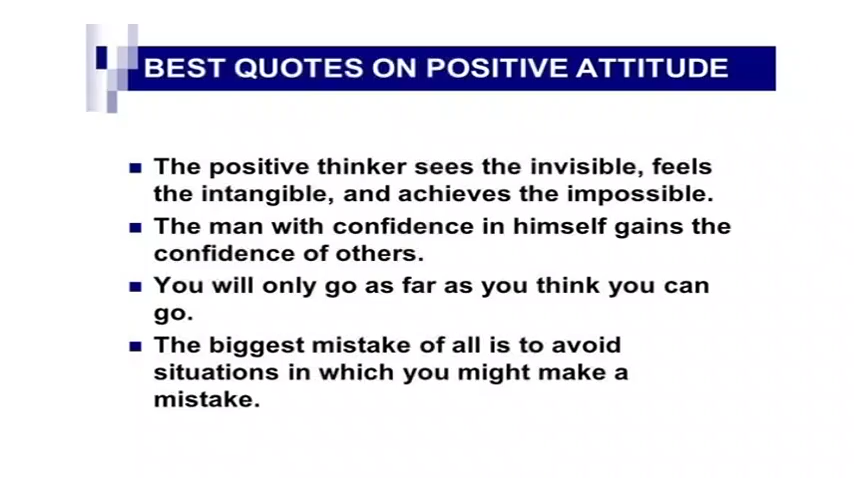 BEST QUOTES ON POSITIVE ATTITUDE
The positive thinker sees the invisible, feels
the intangible, and achieves the impossible.
The man with confidence in himself gains the
confidence of others.
You will only go as far as you think you can
go.
The biggest mistake of all is to avoid
situations in which you might make a
mistake.